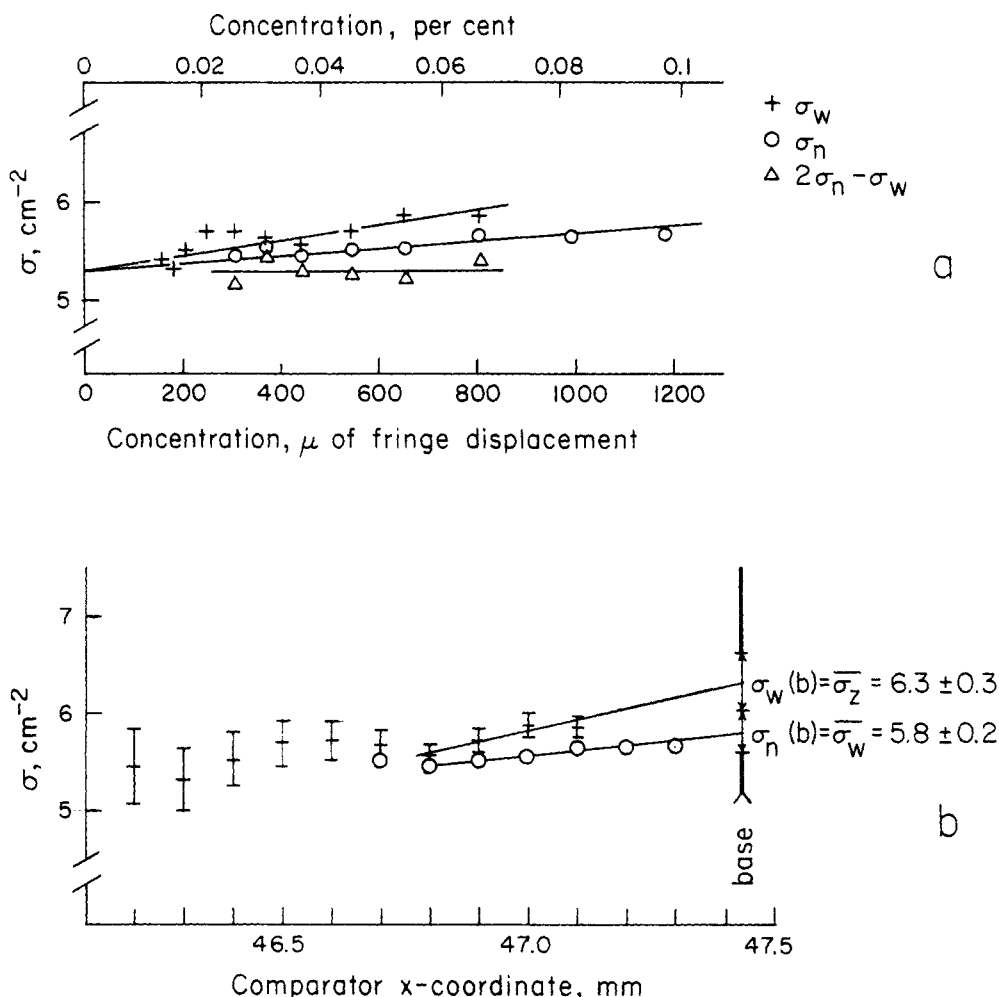 Concentration, per cent
0 0.02 0.04 0.06 0.08 0.1
+ σw
○ σn
△ 2σn − σw
σ, cm⁻²
6
5
a
0 200 400 600 800 1000 1200
Concentration, μ of fringe displacement
σ, cm⁻²
7
6
5
σw (b) = σ̅z̅ = 6.3 ± 0.3
σn (b) = σ̅w̅ = 5.8 ± 0.2
base
b
46.5 47.0 47.5
Comparator x-coordinate, mm